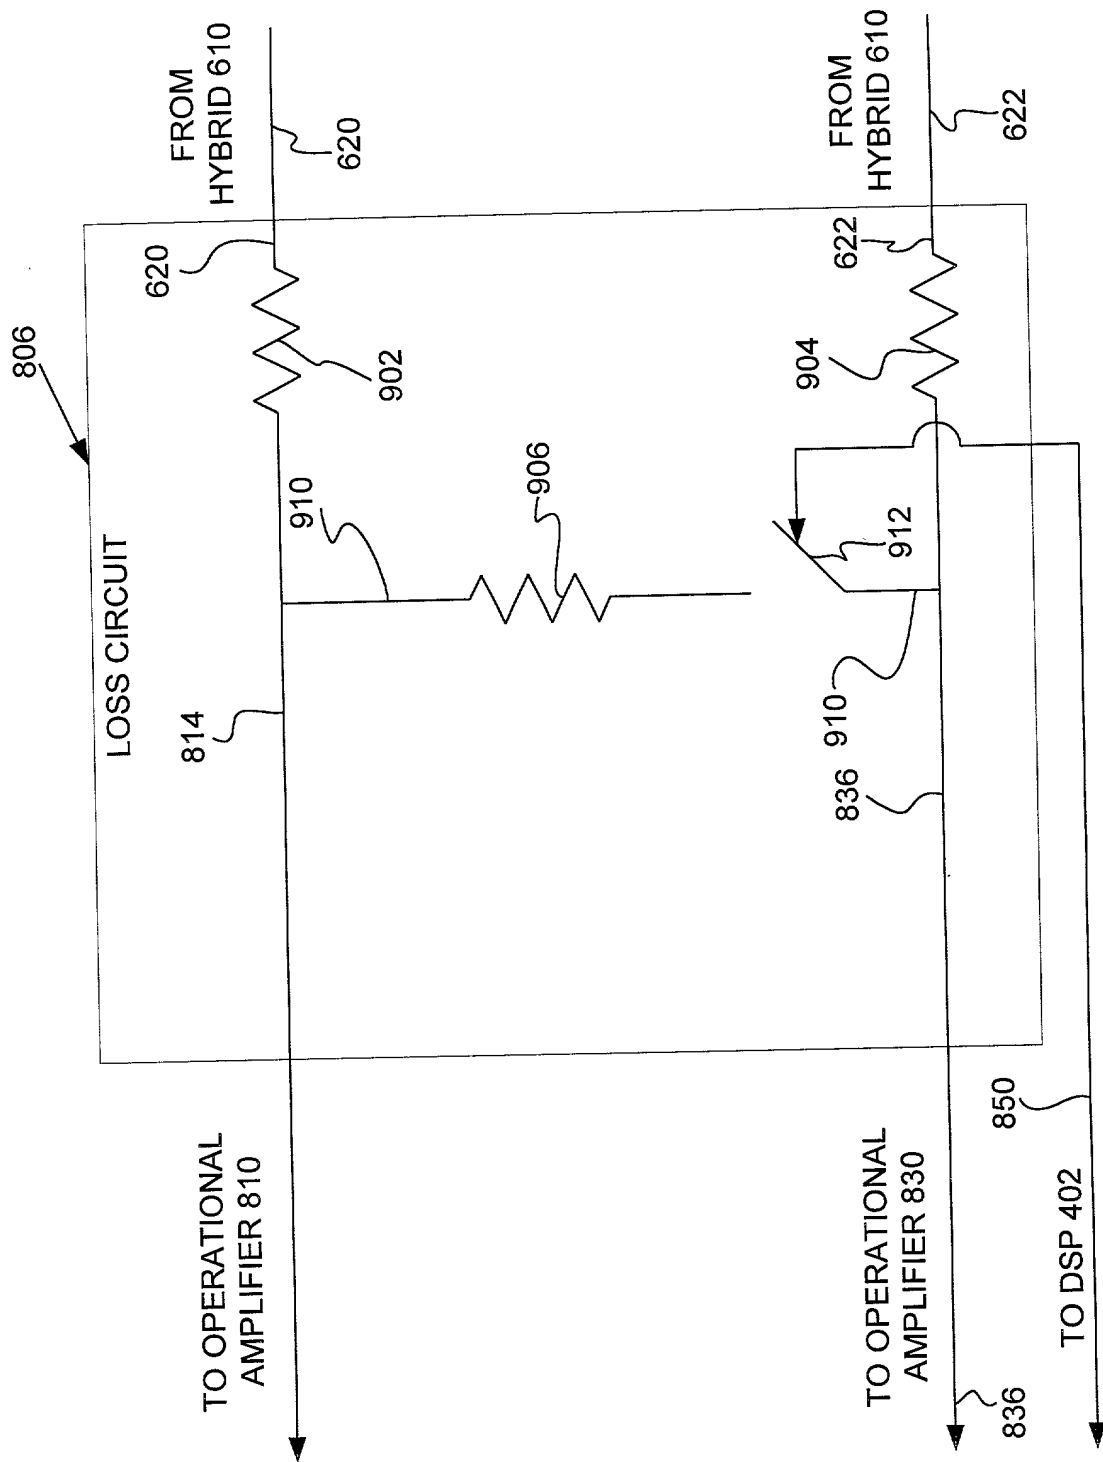 806
LOSS CIRCUIT
TO OPERATIONAL
AMPLIFIER 810
814
910
906
902
620
FROM
HYBRID 610
620
TO OPERATIONAL
AMPLIFIER 830
836
836
910
912
904
622
FROM
HYBRID 610
622
TO DSP 402
850